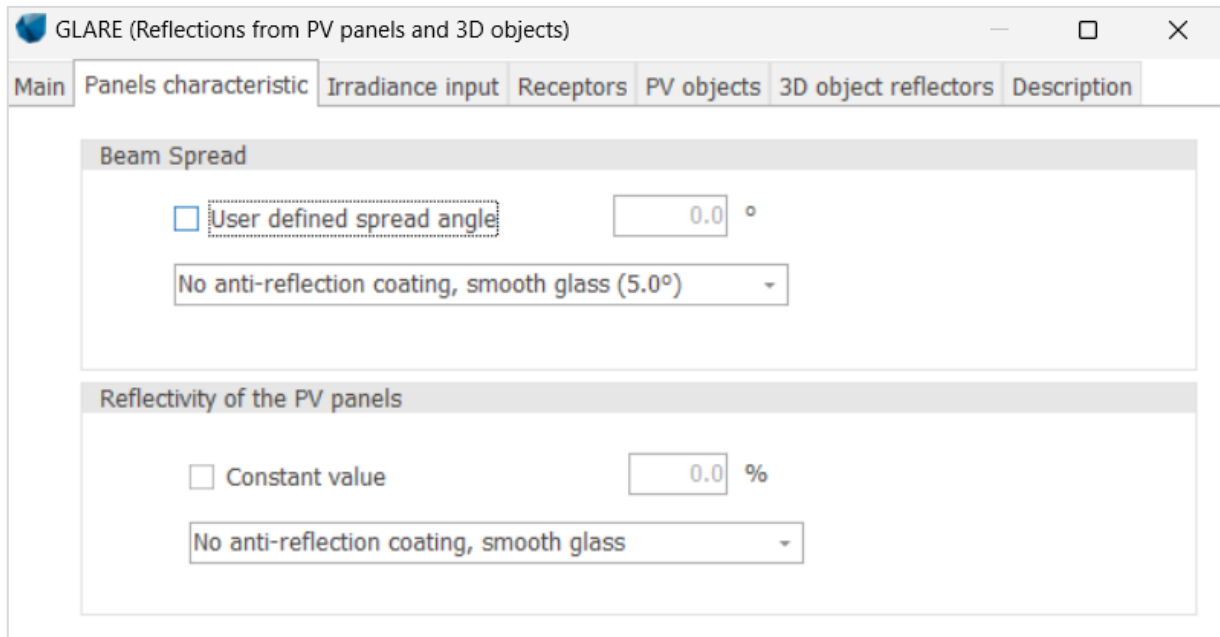 GLARE (Reflections from PV panels and 3D objects)
Main Panels characteristic Irradiance input Receptors PV objects 3D object reflectors Description
Beam Spread
User defined spread angle 0.0 °
No anti-reflection coating, smooth glass (5.0º)
Reflectivity of the PV panels
Constant value 0.0 %
No anti-reflection coating, smooth glass